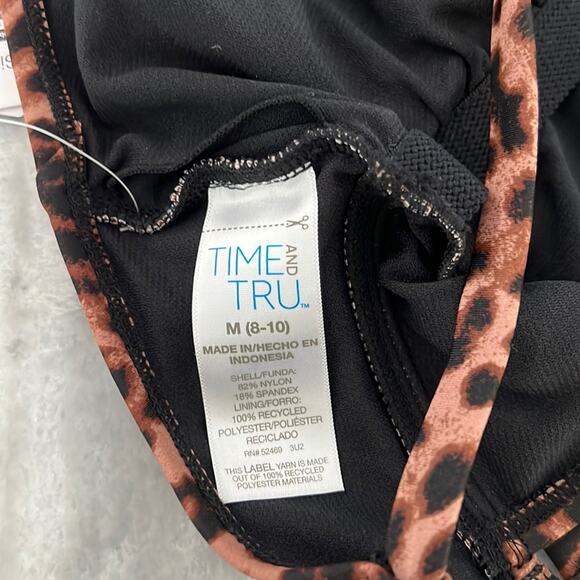 TIME AND
TRU™
M (8-10)
MADE IN/HECHO EN
INDONESIA
SHELL/FUNDA:
82% NYLON
18% SPANDEX
LINING/FORRO:
100% RECYCLED
POLYESTER/POLIÉSTER
RECICLADO
RN# 52469 3U2
THIS LABEL YARN IS MADE
OUT OF 100% RECYCLED
POLYESTER MATERIALS